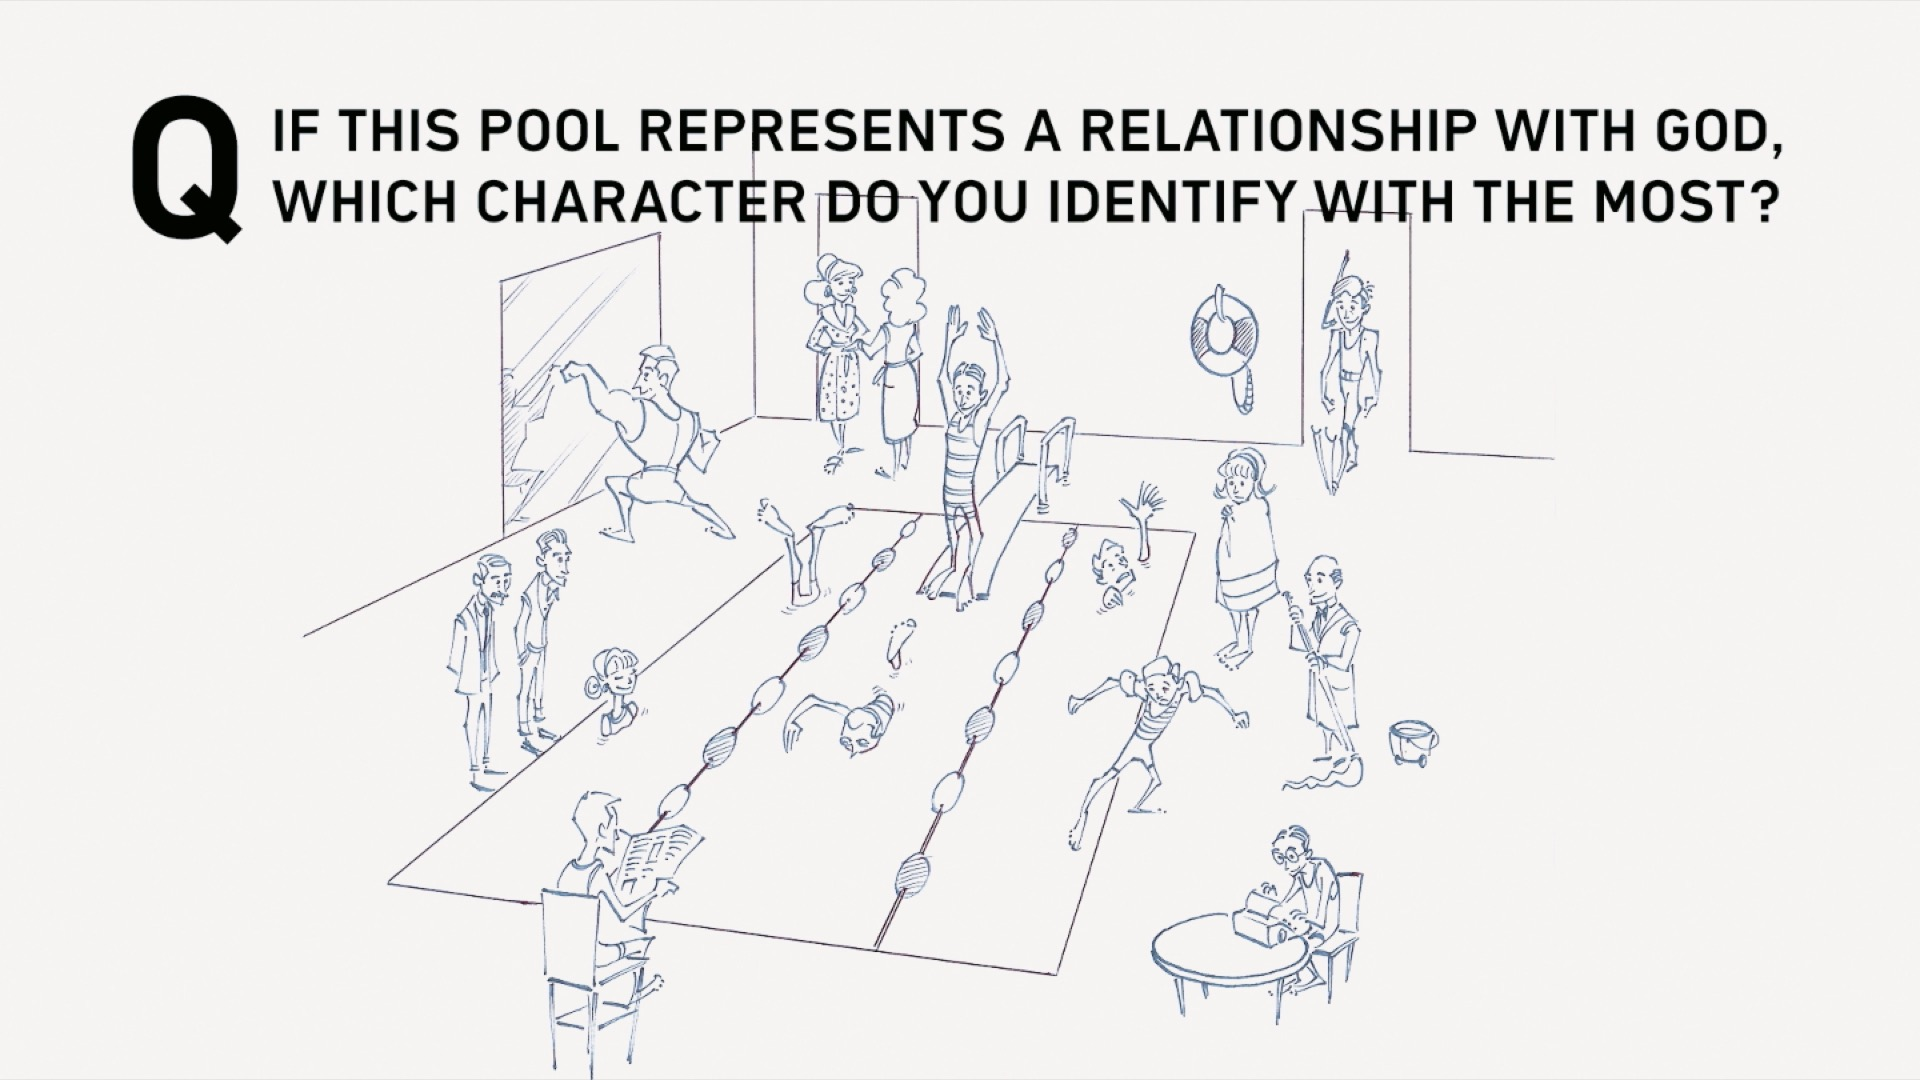 Q IF THIS POOL REPRESENTS A RELATIONSHIP WITH GOD,
WHICH CHARACTER DO YOU IDENTIFY WITH THE MOST?